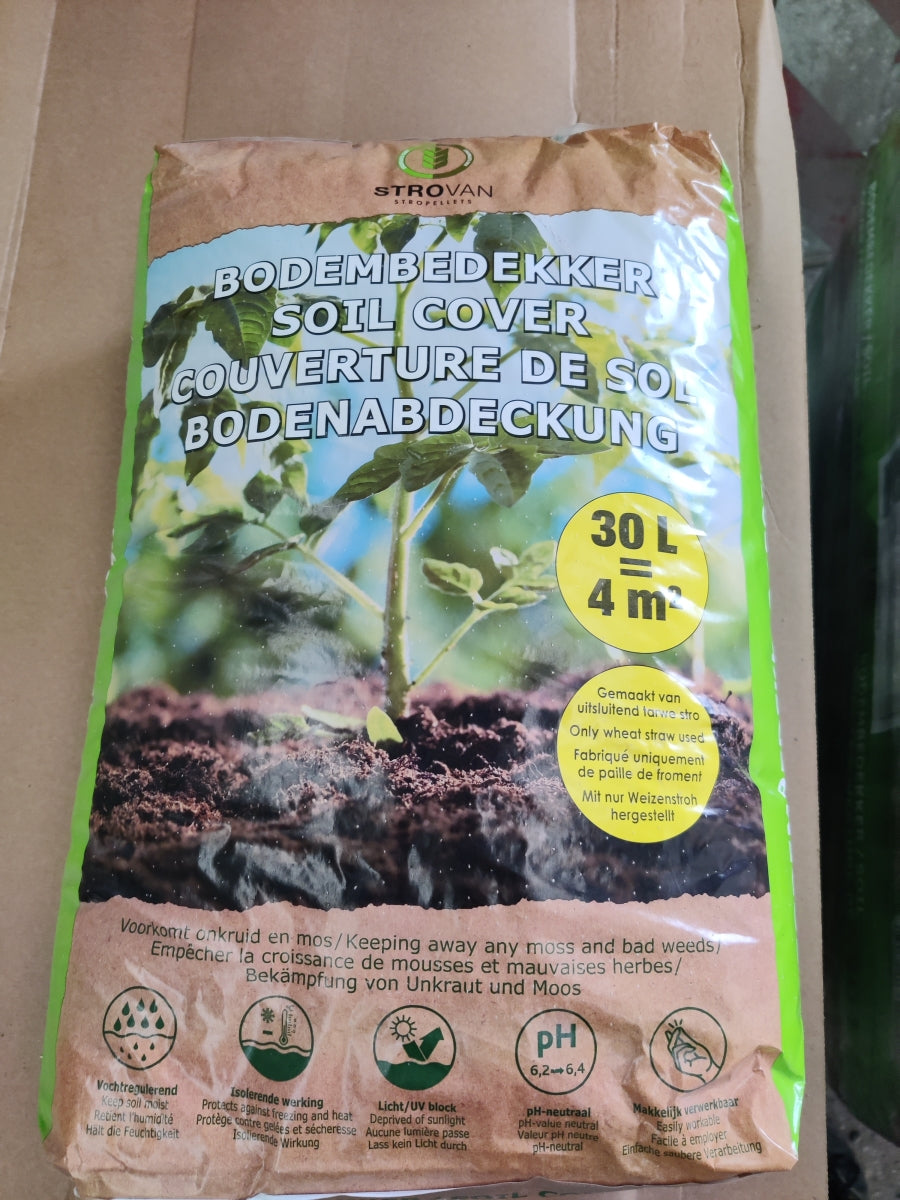 STROVAN
STROPELLETS
BODEMBEDEKKER
SOIL COVER
COUVERTURE DE SOL
BODENABDECKUNG
30 L
=
4 m²
Gemaakt van
uitsluitend tarwe stro
Only wheat straw used
Fabriqué uniquement
de paille de froment
Mit nur Weizenstroh
hergestellt
Voorkomt onkruid en mos/Keeping away any moss and bad weeds/
Empêcher la croissance de mousses et mauvaises herbes/
Bekämpfung von Unkraut und Moos
Vochtregulerend
Keep soil moist
Retient l'humidité
Hält die Feuchtigkeit
Isolerende werking
Protects against freezing and heat
Protège contre gelées et sécheresse
Isolierende Wirkung
Licht/UV block
Deprived of sunlight
Aucune lumière passe
Lass kein Licht durch
pH
6,2 ➡ 6,4
pH-neutraal
pH-value neutral
Valeur pH neutre
pH-neutral
Makkelijk verwerkbaar
Easily workable
Facile à employer
Einfache saubere Verarbeitung